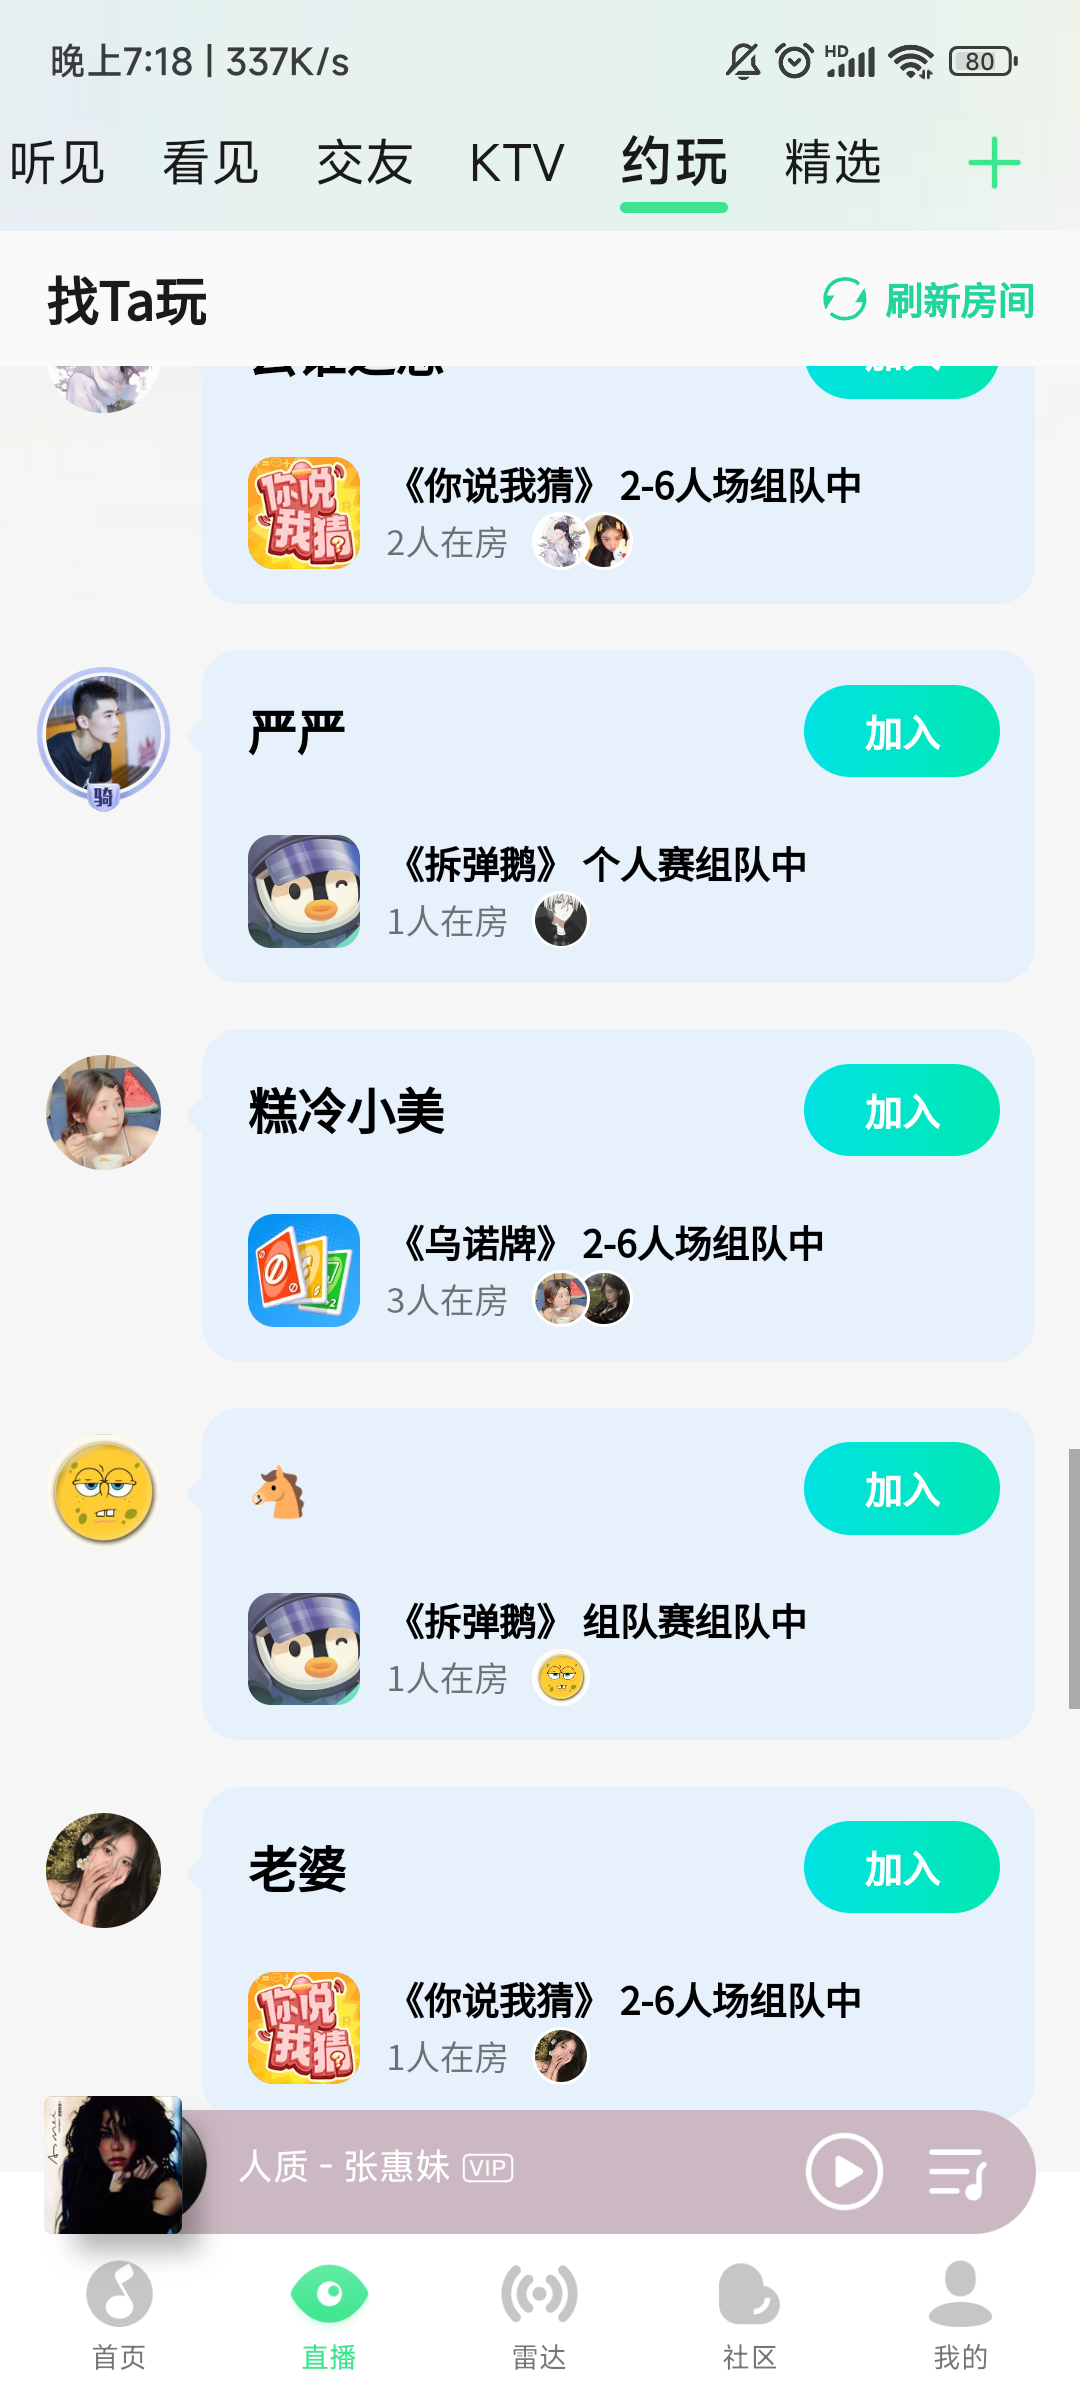 晚上7:18 | 337K/s
HD
80
听见 看见 交友 KTV 约玩 精选
找Ta玩
刷新房间
你说我猜?
《你说我猜》 2-6人场组队中
2人在房
严严
加入
骑
《拆弹鹅》 个人赛组队中
1人在房
糕冷小美
加入
《乌诺牌》 2-6人场组队中
3人在房
加入
《拆弹鹅》 组队赛组队中
1人在房
老婆
加入
你说我猜?
《你说我猜》 2-6人场组队中
1人在房
人质 - 张惠妹 VIP
首页 直播 雷达 社区 我的